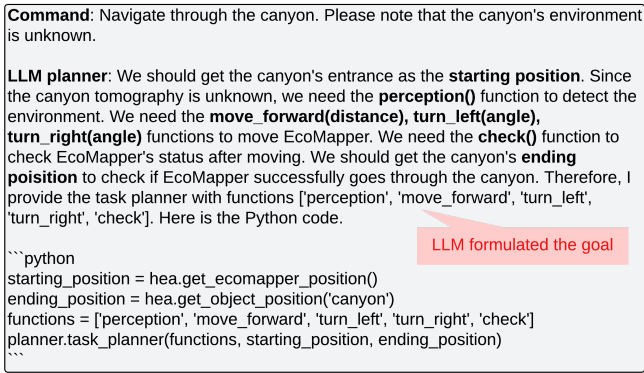 Command: Navigate through the canyon. Please note that the canyon's environment
is unknown.
LLM planner: We should get the canyon's entrance as the starting position. Since
the canyon tomography is unknown, we need the perception() function to detect the
environment. We need the move_forward(distance), turn_left(angle),
turn_right(angle) functions to move EcoMapper. We need the check() function to
check EcoMapper's status after moving. We should get the canyon's ending
poisition to check if EcoMapper successfully goes through the canyon. Therefore, I
provide the task planner with functions ['perception', 'move_forward', 'turn_left',
'turn_right', 'check']. Here is the Python code.
LLM formulated the goal
```python
starting_position = hea.get_ecomapper_position()
ending_position = hea.get_object_position('canyon')
functions = ['perception', 'move_forward', 'turn_left', 'turn_right', 'check']
planner.task_planner(functions, starting_position, ending_position)
```